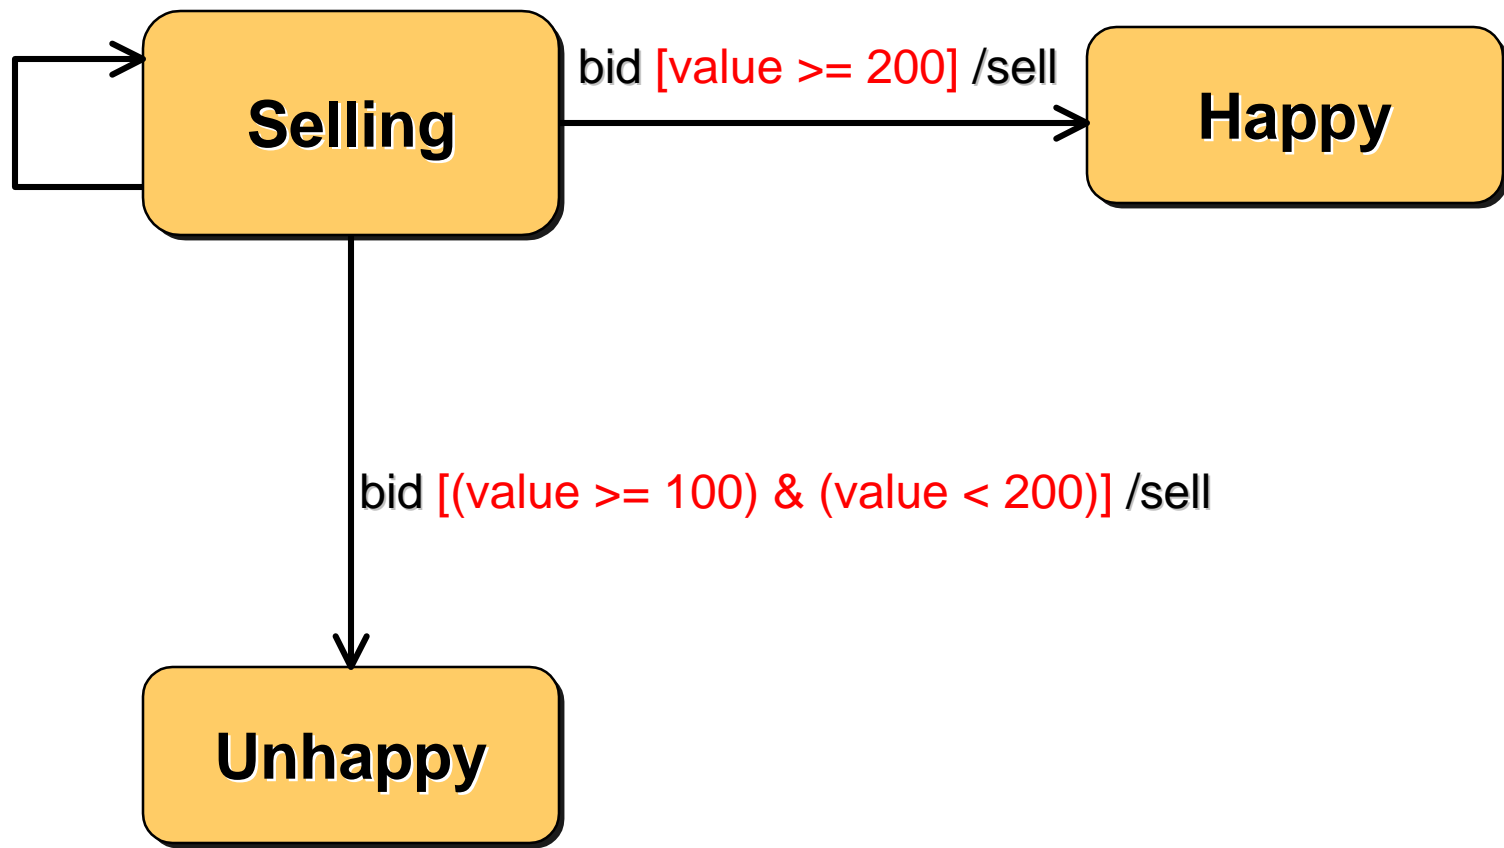 bid [value >= 200] /sell
Selling
Happy
bid [(value >= 100) & (value < 200)] /sell
Unhappy